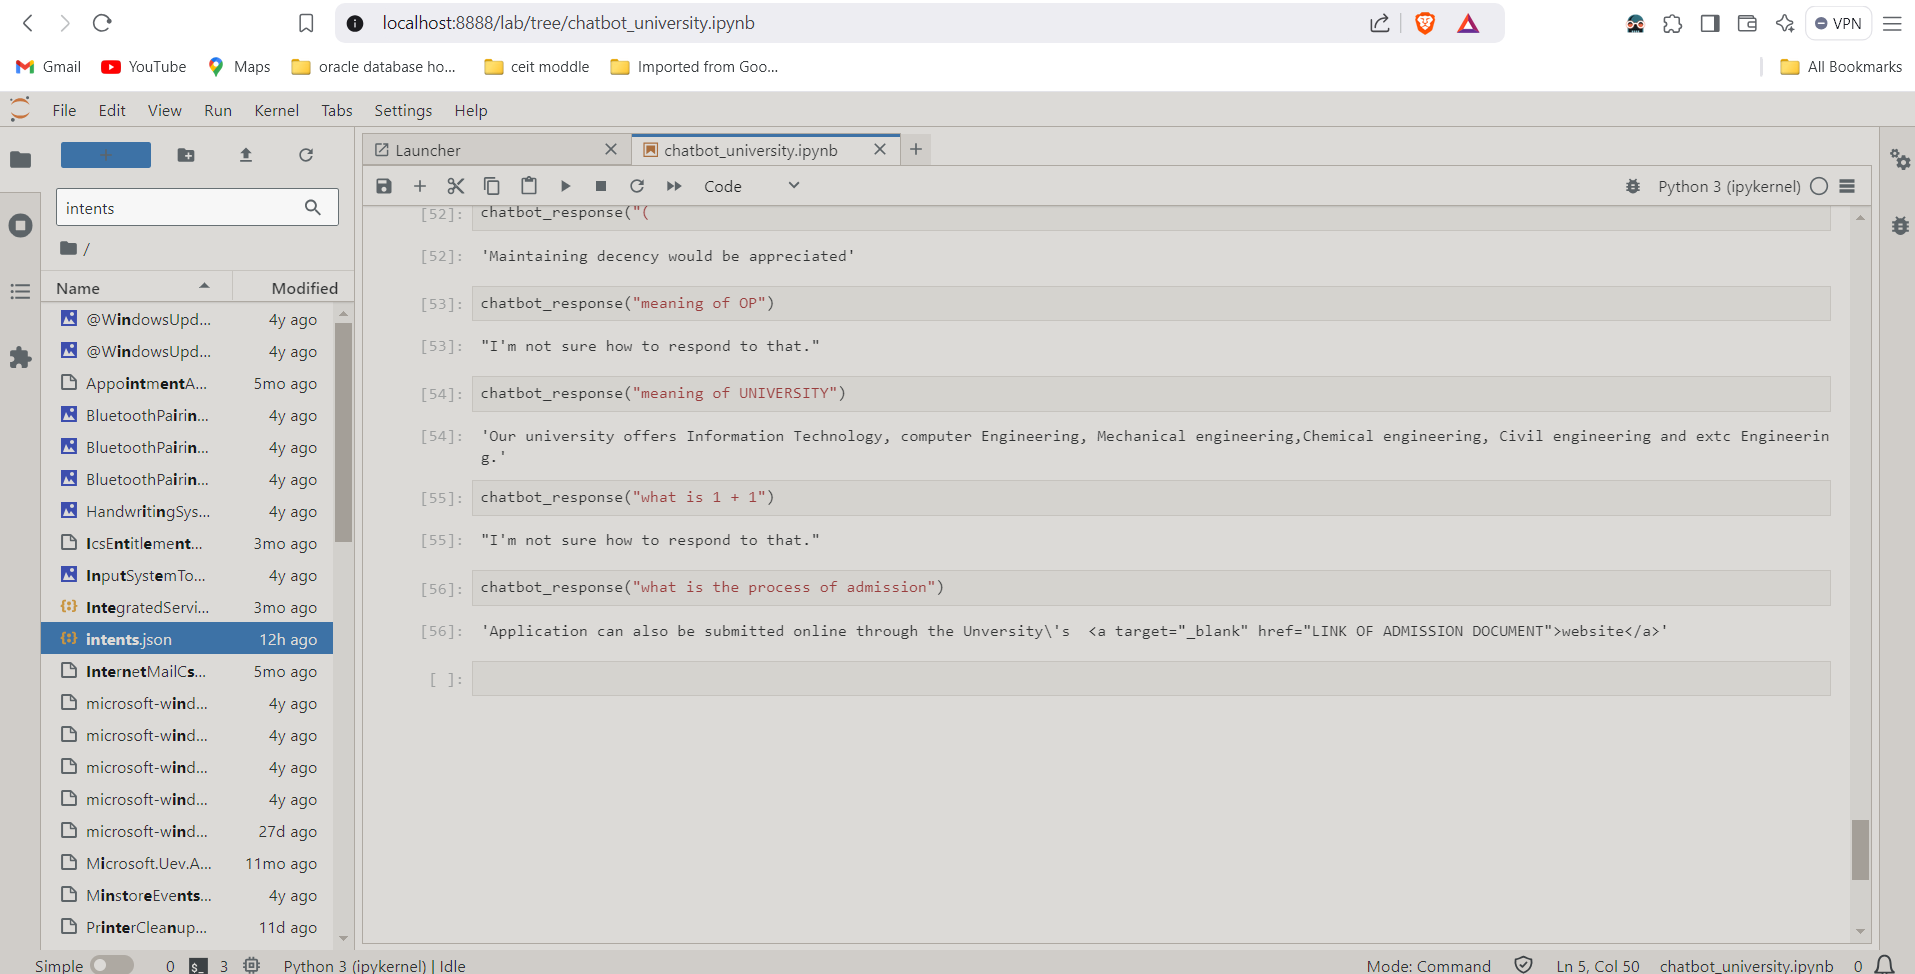 localhost:8888/lab/tree/chatbot_university.ipynb
VPN
Gmail
YouTube
Maps
oracle database ho...
ceit moddle
Imported from Goo...
All Bookmarks
File Edit View Run Kernel Tabs Settings Help
intents
/
Name Modified
@WindowsUpd... 4y ago
@WindowsUpd... 4y ago
AppointmentA... 5mo ago
BluetoothPairin... 4y ago
BluetoothPairin... 4y ago
BluetoothPairin... 4y ago
HandwritingSys... 4y ago
IcsEntitlement... 3mo ago
InputSystemTo... 4y ago
IntegratedServi... 3mo ago
intents.json 12h ago
InternetMailCs... 5mo ago
microsoft-wind... 4y ago
microsoft-wind... 4y ago
microsoft-wind... 4y ago
microsoft-wind... 4y ago
microsoft-wind... 27d ago
Microsoft.Uev.A... 11mo ago
MinstoreEvents... 4y ago
PrinterCleanup... 11d ago
Launcher
chatbot_university.ipynb
Code
Python 3 (ipykernel)
[52]: chatbot_response("(
[52]: 'Maintaining decency would be appreciated'
[53]: chatbot_response("meaning of OP")
[53]: "I'm not sure how to respond to that."
[54]: chatbot_response("meaning of UNIVERSITY")
[54]: 'Our university offers Information Technology, computer Engineering, Mechanical engineering,Chemical engineering, Civil engineering and extc Engineerin
g.'
[55]: chatbot_response("what is 1 + 1")
[55]: "I'm not sure how to respond to that."
[56]: chatbot_response("what is the process of admission")
[56]: 'Application can also be submitted online through the Unversity\'s  <a target="_blank" href="LINK OF ADMISSION DOCUMENT">website</a>'
[ ]:
Simple 0 $_ 3 Python 3 (ipykernel) | Idle
Mode: Command Ln 5, Col 50 chatbot_university.ipynb 0